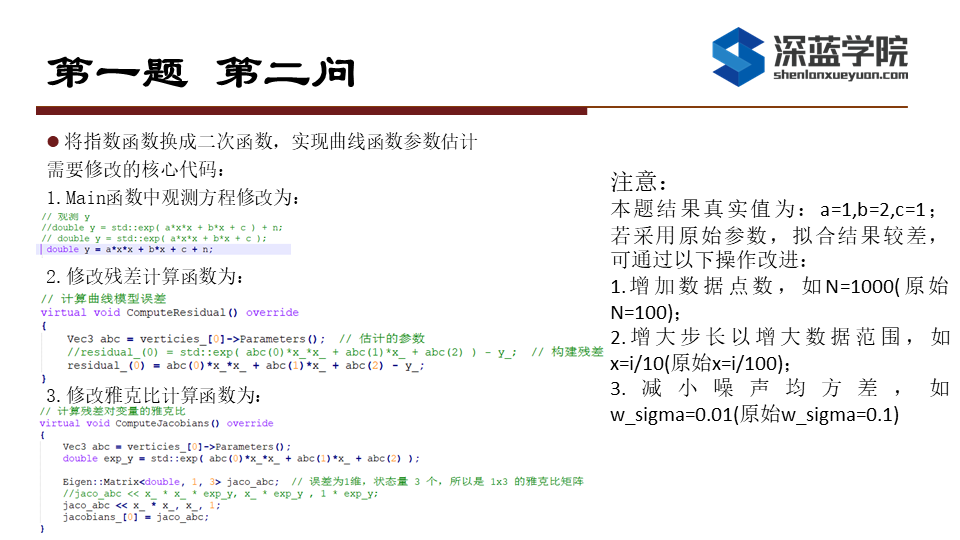 第一题 第二问
深蓝学院
shenlanxueyuan.com
将指数函数换成二次函数，实现曲线函数参数估计
需要修改的核心代码：
1.Main函数中观测方程修改为：
// 观测 y
//double y = std::exp( a*x*x + b*x + c ) + n;
// double y = std::exp( a*x*x + b*x + c );
double y = a*x*x + b*x + c + n;
2.修改残差计算函数为：
// 计算曲线模型误差
virtual void ComputeResidual() override
{
Vec3 abc = verticies_[0]->Parameters(); // 估计的参数
//residual_(0) = std::exp( abc(0)*x_*x_ + abc(1)*x_ + abc(2) ) - y_; // 构建残差
residual_(0) = abc(0)*x_*x_ + abc(1)*x_ + abc(2) - y_;
}
3.修改雅克比计算函数为：
// 计算残差对变量的雅克比
virtual void ComputeJacobians() override
{
Vec3 abc = verticies_[0]->Parameters();
double exp_y = std::exp( abc(0)*x_*x_ + abc(1)*x_ + abc(2) );
Eigen::Matrix<double, 1, 3> jaco_abc; // 误差为1维，状态量 3 个，所以是 1x3 的雅克比矩阵
//jaco_abc << x_ * x_ * exp_y, x_ * exp_y , 1 * exp_y;
jaco_abc << x_ * x_, x_, 1;
jacobians_[0] = jaco_abc;
}
注意：
本题结果真实值为：a=1,b=2,c=1；
若采用原始参数，拟合结果较差，
可通过以下操作改进：
1.增加数据点数，如N=1000(原始
N=100)；
2.增大步长以增大数据范围，如
x=i/10(原始x=i/100)；
3.减小噪声均方差，如
w_sigma=0.01(原始w_sigma=0.1)